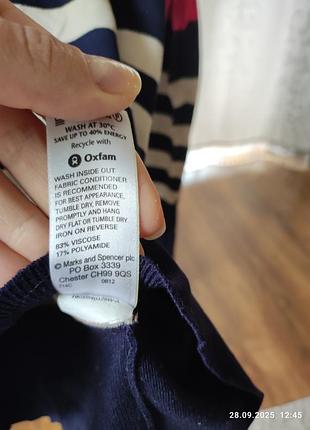 WASH AT 30°C
SAVE UP TO 40% ENERGY
Recycle with
Oxfam
WASH INSIDE OUT
FABRIC CONDITIONER
IS RECOMMENDED
FOR BEST APPEARANCE,
TUMBLE DRY, REMOVE
PROMPTLY AND HANG
DRY FLAT OR TUMBLE DRY
IRON ON REVERSE
83% VISCOSE
17% POLYAMIDE
© Marks and Spencer plc
PO Box 3339
Chester CH99 9QS
714C 0812
28.09.2025 12:45